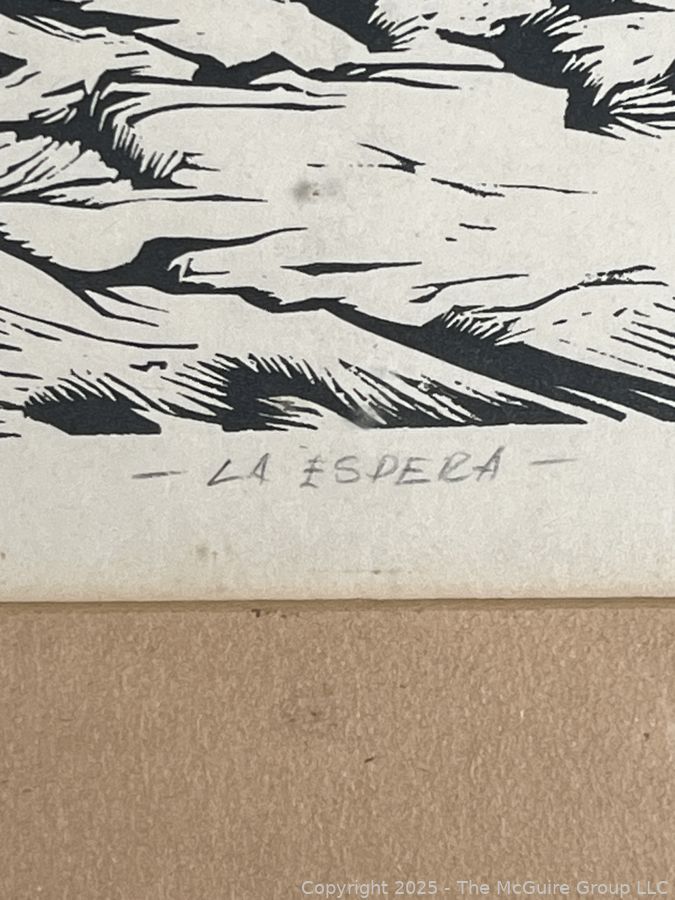 — LA ESPERA —
Copyright 2025 - The McGuire Group LLC